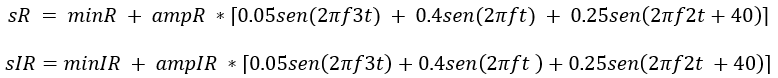 sR = minR + ampR * ⌈0.05sen(2πf3t) + 0.4sen(2πft) + 0.25sen(2πf2t + 40)⌉
sIR = minIR + ampIR * ⌈0.05sen(2πf3t) + 0.4sen(2πft ) + 0.25sen(2πf2t + 40)⌉